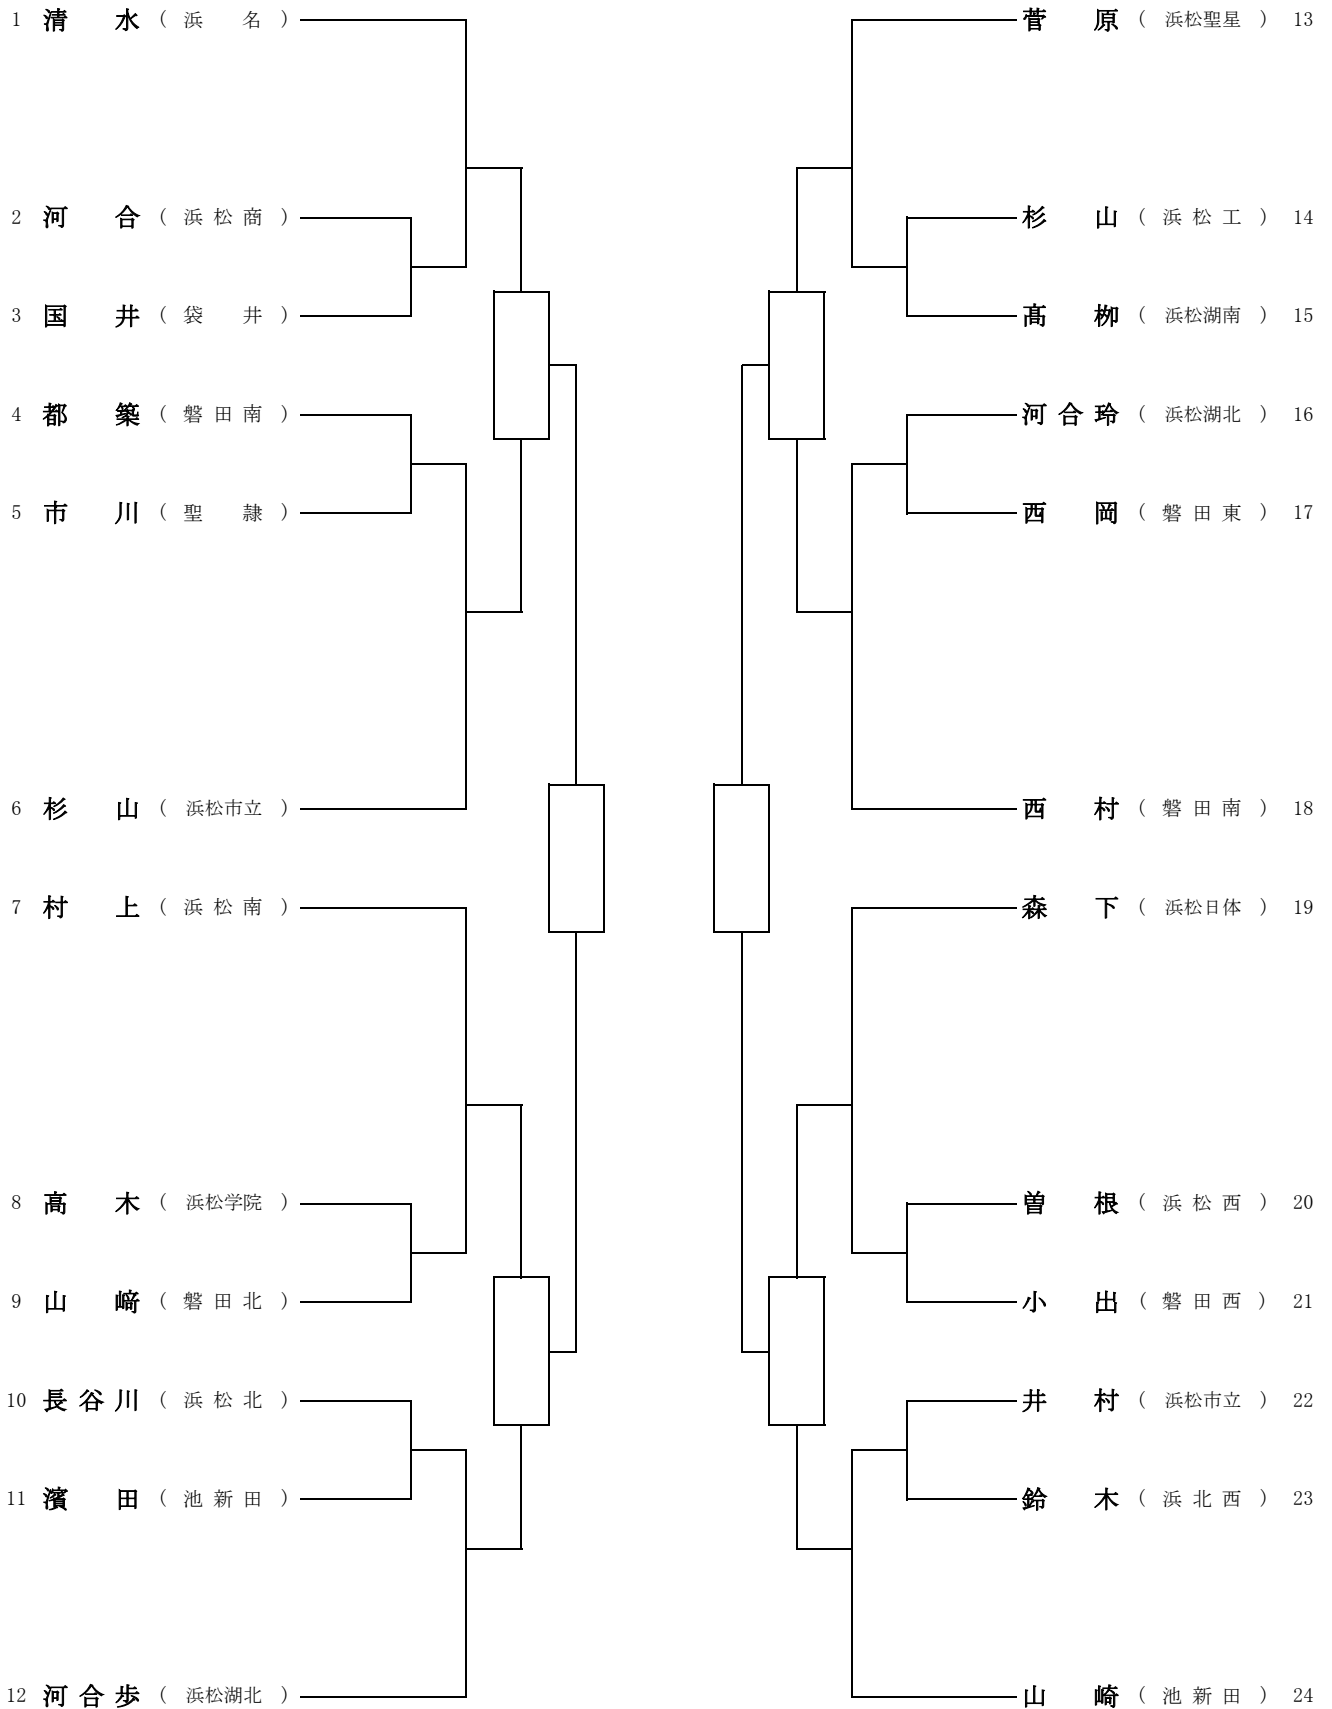 1 清水 ( 浜名 )
2 河合 ( 浜松商 )
3 国井 ( 袋井 )
4 都築 ( 磐田南 )
5 市川 ( 聖隷 )
6 杉山 ( 浜松市立 )
7 村上 ( 浜松南 )
8 高木 ( 浜松学院 )
9 山﨑 ( 磐田北 )
10 長谷川 ( 浜松北 )
11 濱田 ( 池新田 )
12 河合歩 ( 浜松湖北 )
菅原 ( 浜松聖星 ) 13
杉山 ( 浜松工 ) 14
髙栁 ( 浜松湖南 ) 15
河合玲 ( 浜松湖北 ) 16
西岡 ( 磐田東 ) 17
西村 ( 磐田南 ) 18
森下 ( 浜松日体 ) 19
曽根 ( 浜松西 ) 20
小出 ( 磐田西 ) 21
井村 ( 浜松市立 ) 22
鈴木 ( 浜北西 ) 23
山崎 ( 池新田 ) 24